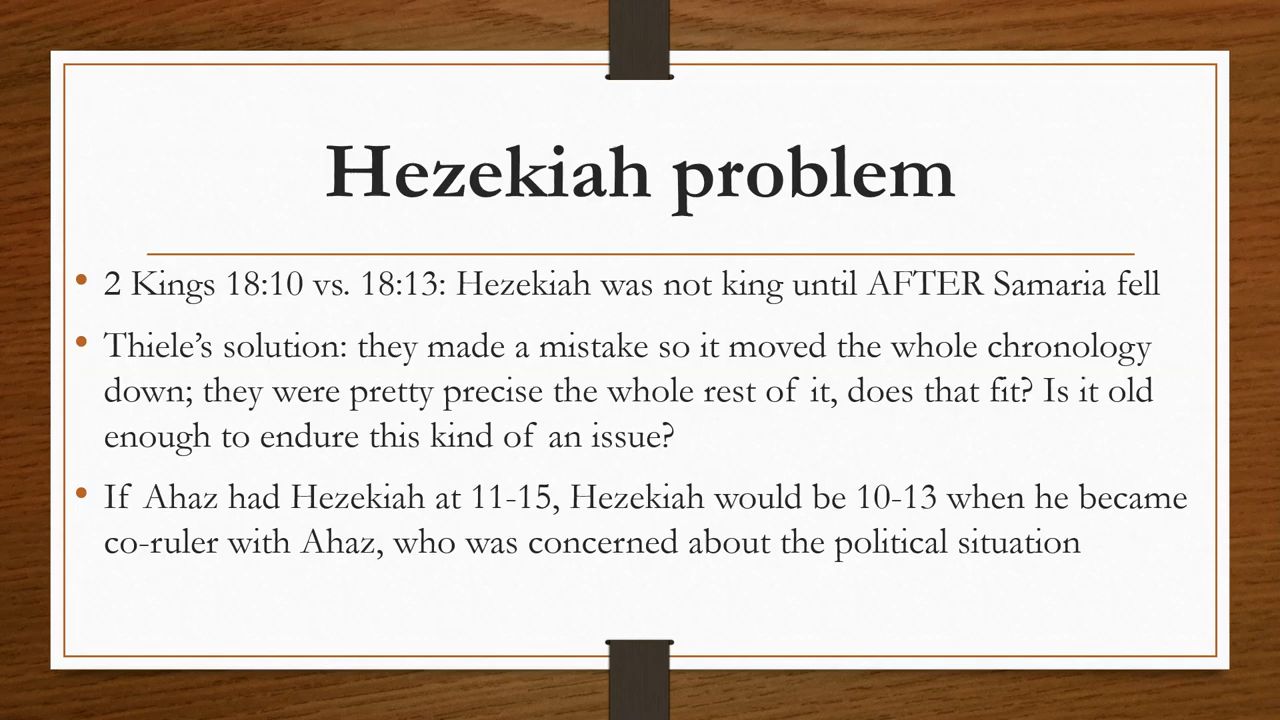 Hezekiah problem
• 2 Kings 18:10 vs. 18:13: Hezekiah was not king until AFTER Samaria fell
• Thiele’s solution: they made a mistake so it moved the whole chronology
down; they were pretty precise the whole rest of it, does that fit? Is it old
enough to endure this kind of an issue?
• If Ahaz had Hezekiah at 11-15, Hezekiah would be 10-13 when he became
co-ruler with Ahaz, who was concerned about the political situation